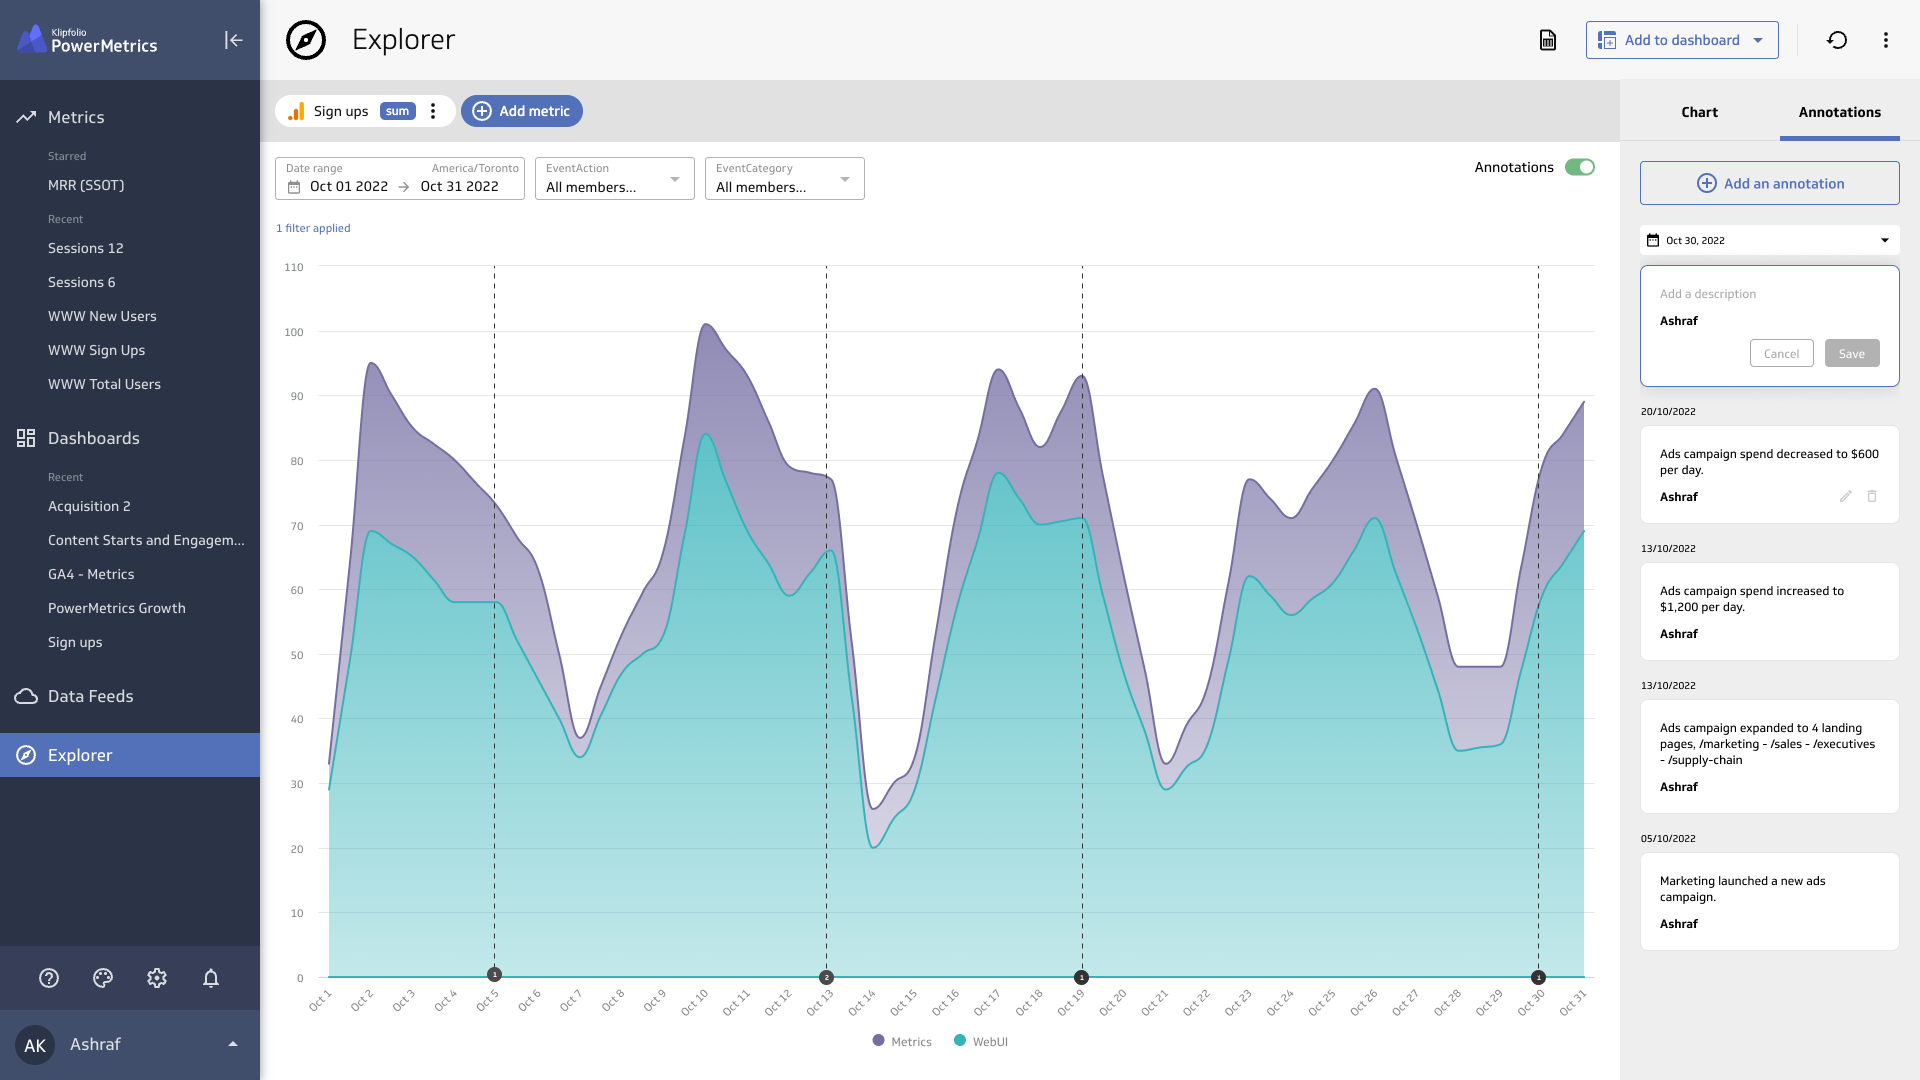 Klipfolio
PowerMetrics
Metrics
Starred
MRR (SSOT)
Recent
Sessions 12
Sessions 6
WWW New Users
WWW Sign Ups
WWW Total Users
Dashboards
Recent
Acquisition 2
Content Starts and Engagem...
GA4 - Metrics
PowerMetrics Growth
Sign ups
Data Feeds
Explorer
AK Ashraf
Explorer
Add to dashboard
Sign ups sum
Add metric
Date range America/Toronto
Oct 01 2022 → Oct 31 2022
EventAction
All members...
EventCategory
All members...
Annotations
1 filter applied
110
100
90
80
70
60
50
40
30
20
10
0
1 2 1 1
Oct 1 Oct 2 Oct 3 Oct 4 Oct 5 Oct 6 Oct 7 Oct 8 Oct 9 Oct 10 Oct 11 Oct 12 Oct 13 Oct 14 Oct 15 Oct 16 Oct 17 Oct 18 Oct 19 Oct 20 Oct 21 Oct 22 Oct 23 Oct 24 Oct 25 Oct 26 Oct 27 Oct 28 Oct 29 Oct 30 Oct 31
Metrics WebUI
Chart Annotations
Add an annotation
Oct 30, 2022
Add a description
Ashraf
Cancel Save
20/10/2022
Ads campaign spend decreased to $600
per day.
Ashraf
13/10/2022
Ads campaign spend increased to
$1,200 per day.
Ashraf
13/10/2022
Ads campaign expanded to 4 landing
pages, /marketing - /sales - /executives
- /supply-chain
Ashraf
05/10/2022
Marketing launched a new ads
campaign.
Ashraf